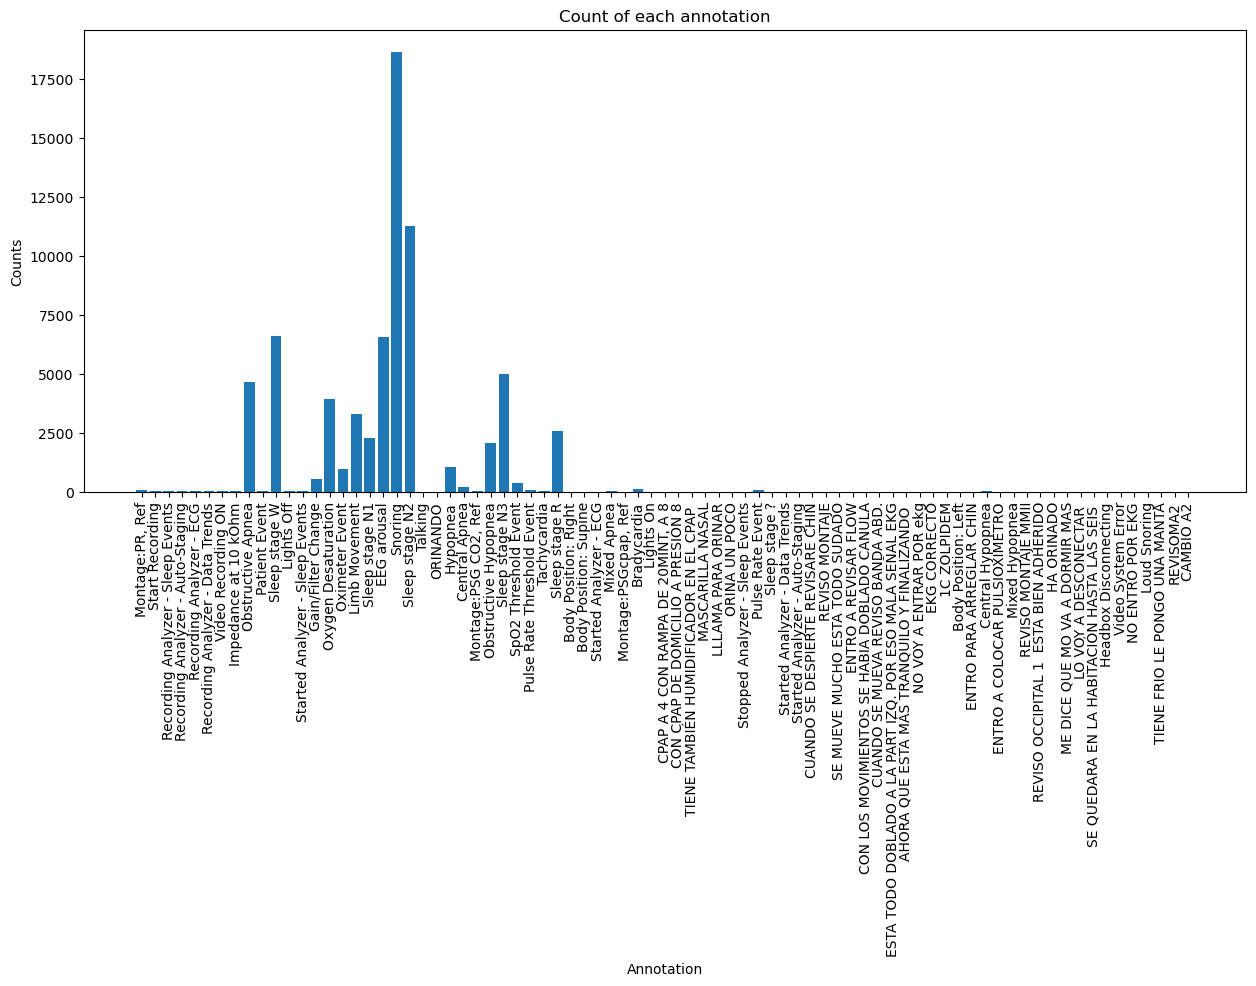 Count of each annotation
Counts
17500
15000
12500
10000
7500
5000
2500
0
Montage:PR, Ref
Start Recording
Recording Analyzer - Sleep Events
Recording Analyzer - Auto-Staging
Recording Analyzer - ECG
Recording Analyzer - Data Trends
Video Recording ON
Impedance at 10 kOhm
Obstructive Apnea
Patient Event
Sleep stage W
Lights Off
Started Analyzer - Sleep Events
Gain/Filter Change
Oxygen Desaturation
Oximeter Event
Limb Movement
Sleep stage N1
EEG arousal
Snoring
Sleep stage N2
Talking
ORINANDO
Hypopnea
Central Apnea
Montage:PSG CO2, Ref
Obstructive Hypopnea
Sleep stage N3
SpO2 Threshold Event
Pulse Rate Threshold Event
Tachycardia
Sleep stage R
Body Position: Right
Body Position: Supine
Started Analyzer - ECG
Mixed Apnea
Montage:PSGcpap, Ref
Bradycardia
Lights On
CPAP A 4 CON RAMPA DE 20MINT, A 8
CON CPAP DE DOMICILIO A PRESION 8
TIENE TAMBIÉN HUMIDIFICADOR EN EL CPAP
MASCARILLA NASAL
LLLAMA PARA ORINAR
ORINA UN POCO
Stopped Analyzer - Sleep Events
Pulse Rate Event
Sleep stage ?
Started Analyzer - Data Trends
Started Analyzer - Auto-Staging
CUANDO SE DESPIERTE REVISARE CHIN
REVISO MONTAJE
SE MUEVE MUCHO ESTA TODO SUDADO
ENTRO A REVISAR FLOW
CON LOS MOVIMIENTOS SE HABIA DOBLADO CANULA
CUANDO SE MUEVA REVISO BANDA ABD.
ESTA TODO DOBLADO A LA PART IZQ. POR ESO MALA SEÑAL EKG
AHORA QUE ESTA MAS TRANQUILO Y FINALIZANDO
NO VOY A ENTRAR POR ekg
EKG CORRECTO
1C ZOLPIDEM
Body Position: Left
ENTRO PARA ARREGLAR CHIN
Central Hypopnea
ENTRO A COLOCAR PULSIOXIMETRO
Mixed Hypopnea
REVISO MONTAJE MMII
REVISO OCCIPITAL 1  ESTA BIEN ADHERIDO
HA ORINADO
ME DICE QUE MO VA A DORMIR MAS
LO VOY A DESCONECTAR
SE QUEDARA EN LA HABITACION HASTA LAS SEIS
Headbox Disconnecting
Video System Error
NO ENTRO POR EKG
Loud Snoring
TIENE FRIO LE PONGO UNA MANTA
REVISOMA2
CAMBIO A2
Annotation